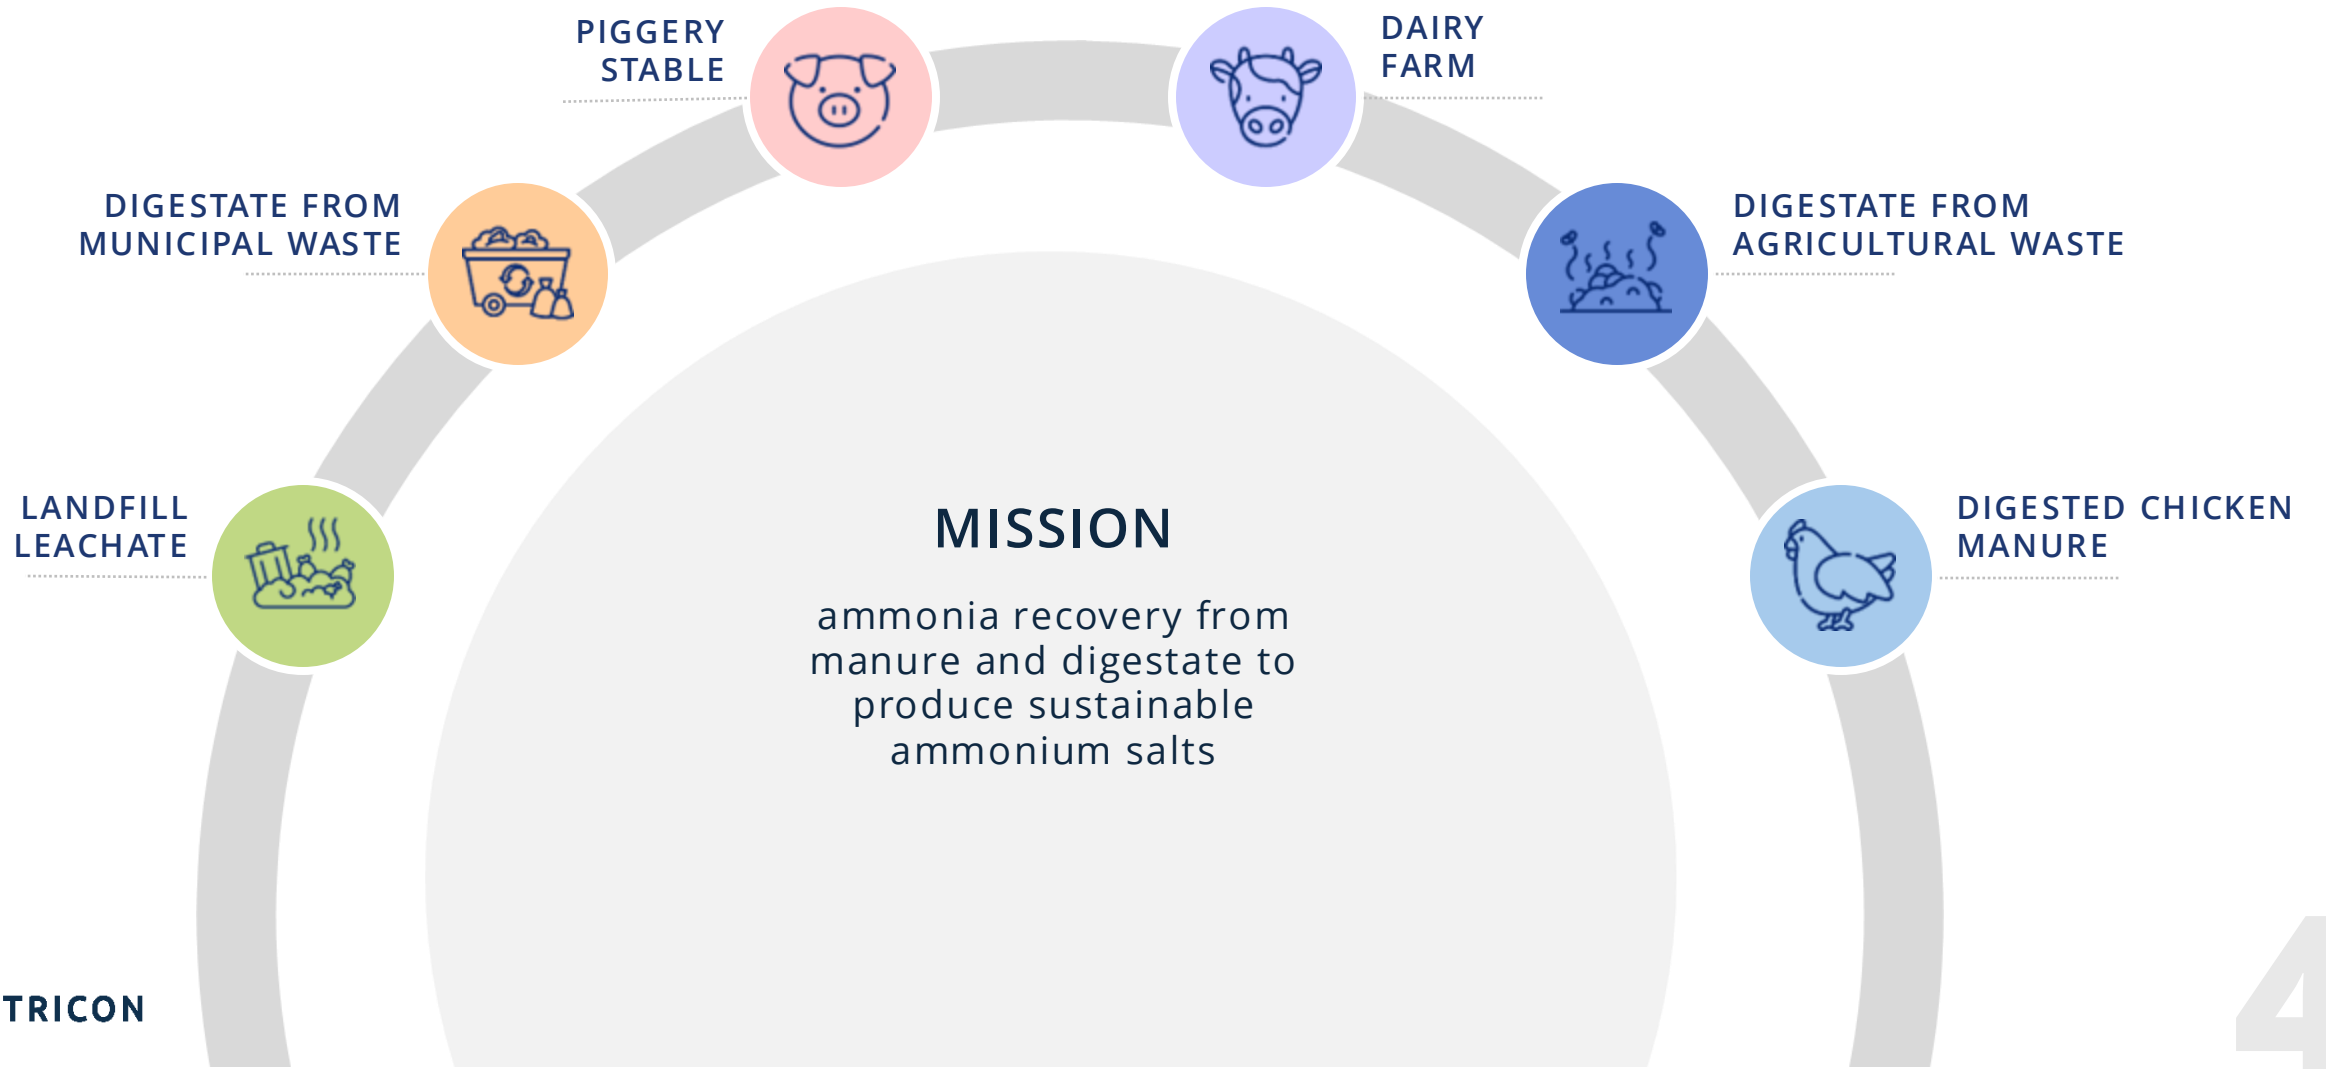 PIGGERY
STABLE
DAIRY
FARM
DIGESTATE FROM
MUNICIPAL WASTE
DIGESTATE FROM
AGRICULTURAL WASTE
LANDFILL
LEACHATE
DIGESTED CHICKEN
MANURE
MISSION
ammonia recovery from
manure and digestate to
produce sustainable
ammonium salts
TRICON
4